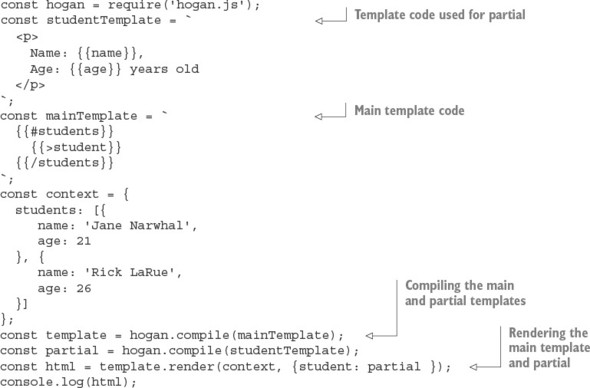 const hogan = require('hogan.js');
const studentTemplate = `
Template code used for partial
<p>
Name: {{name}},
Age: {{age}} years old
</p>
`;
const mainTemplate = `
Main template code
{{#students}}
{{>student}}
{{/students}}
`;
const context = {
students: [{
name: 'Jane Narwhal',
age: 21
}, {
name: 'Rick LaRue',
age: 26
}]
};
Compiling the main
and partial templates
const template = hogan.compile(mainTemplate);
const partial = hogan.compile(studentTemplate);
const html = template.render(context, {student: partial });
Rendering the
main template
and partial
console.log(html);